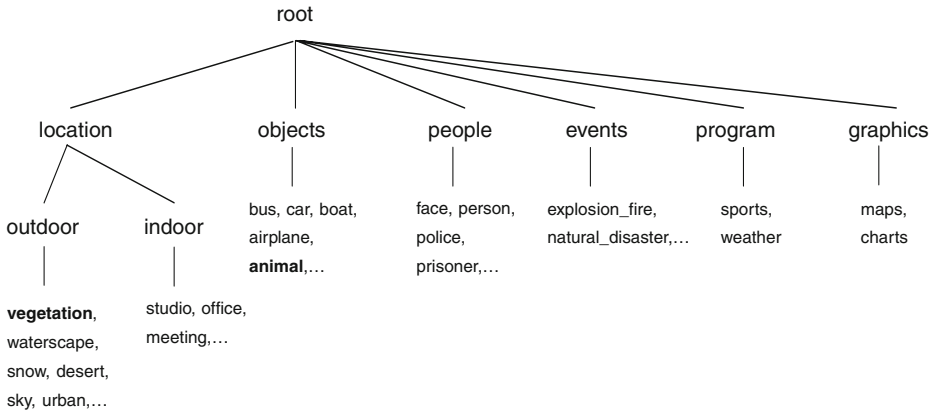 root
location
objects
people
events
program
graphics
outdoor
indoor
bus, car, boat,
airplane,
animal,...
face, person,
police,
prisoner,...
explosion_fire,
natural_disaster,...
sports,
weather
maps,
charts
vegetation,
waterscape,
snow, desert,
sky, urban,...
studio, office,
meeting,...